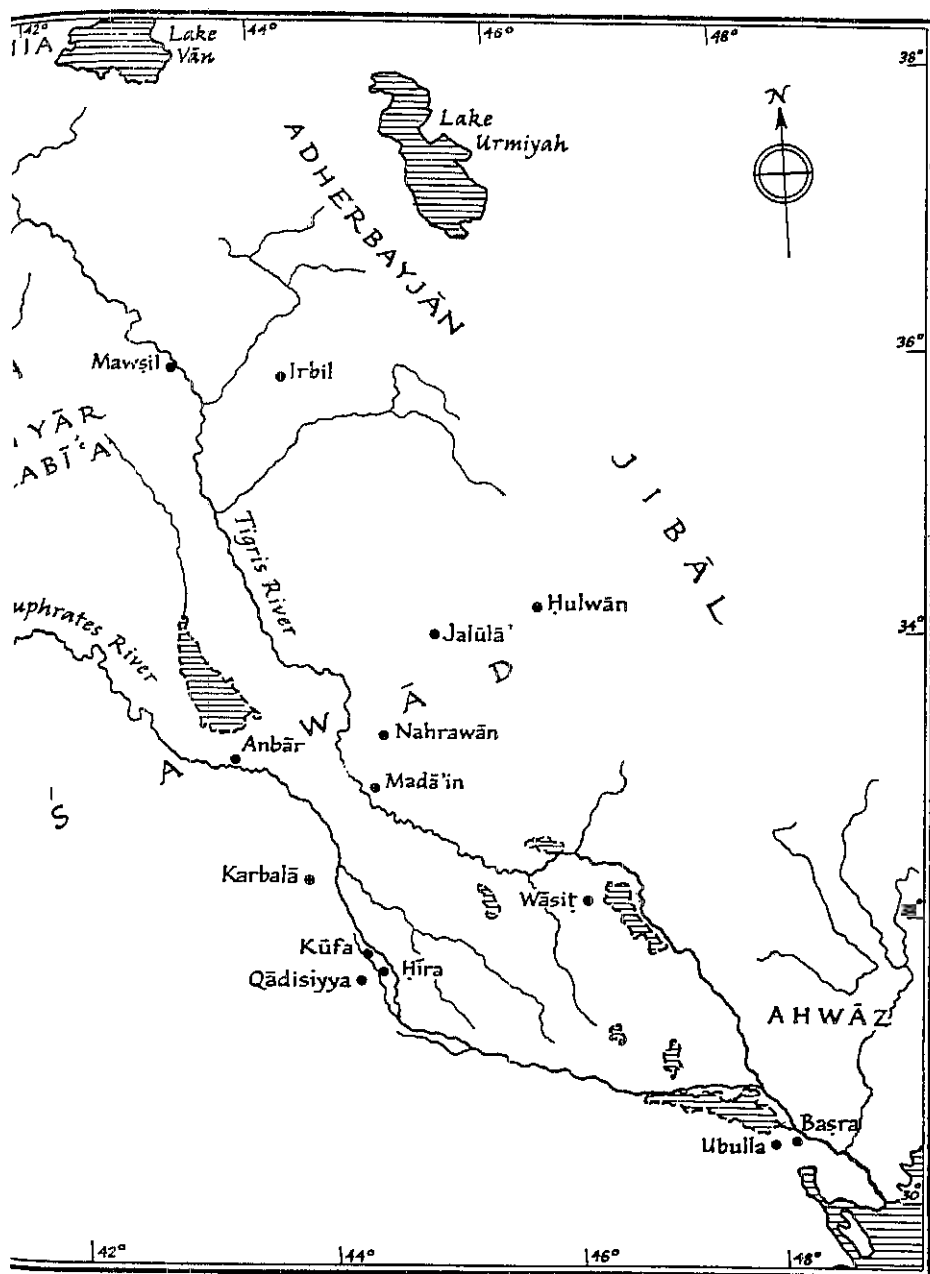 42° 44° 46° 48°
IIA
Lake
Vān
38°
N
Lake
Urmiyah
ADHERBAYJĀN
36°
Mawṣil
Irbil
YĀR
ABĪʿA
JIBĀL
Tigris River
Ḥulwān
34°
Jalūlāʾ
uphrates River
SAWĀD
Nahrawān
Anbār
Madāʾin
Karbalā
Wāsiṭ
Kūfa
Ḥīra
Qādisiyya
AHWĀZ
Baṣra
Ubulla
30°
42° 44° 46° 48°